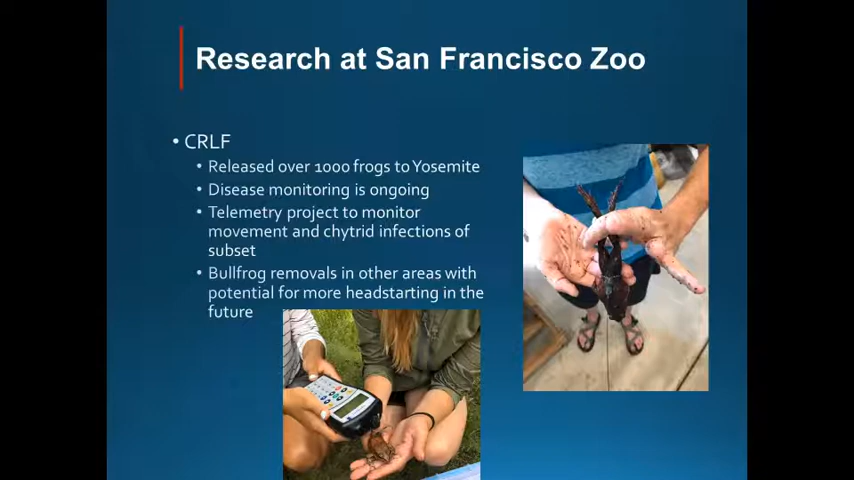 Research at San Francisco Zoo
• CRLF
• Released over 1000 frogs to Yosemite
• Disease monitoring is ongoing
• Telemetry project to monitor
movement and chytrid infections of
subset
• Bullfrog removals in other areas with
potential for more headstarting in the
future